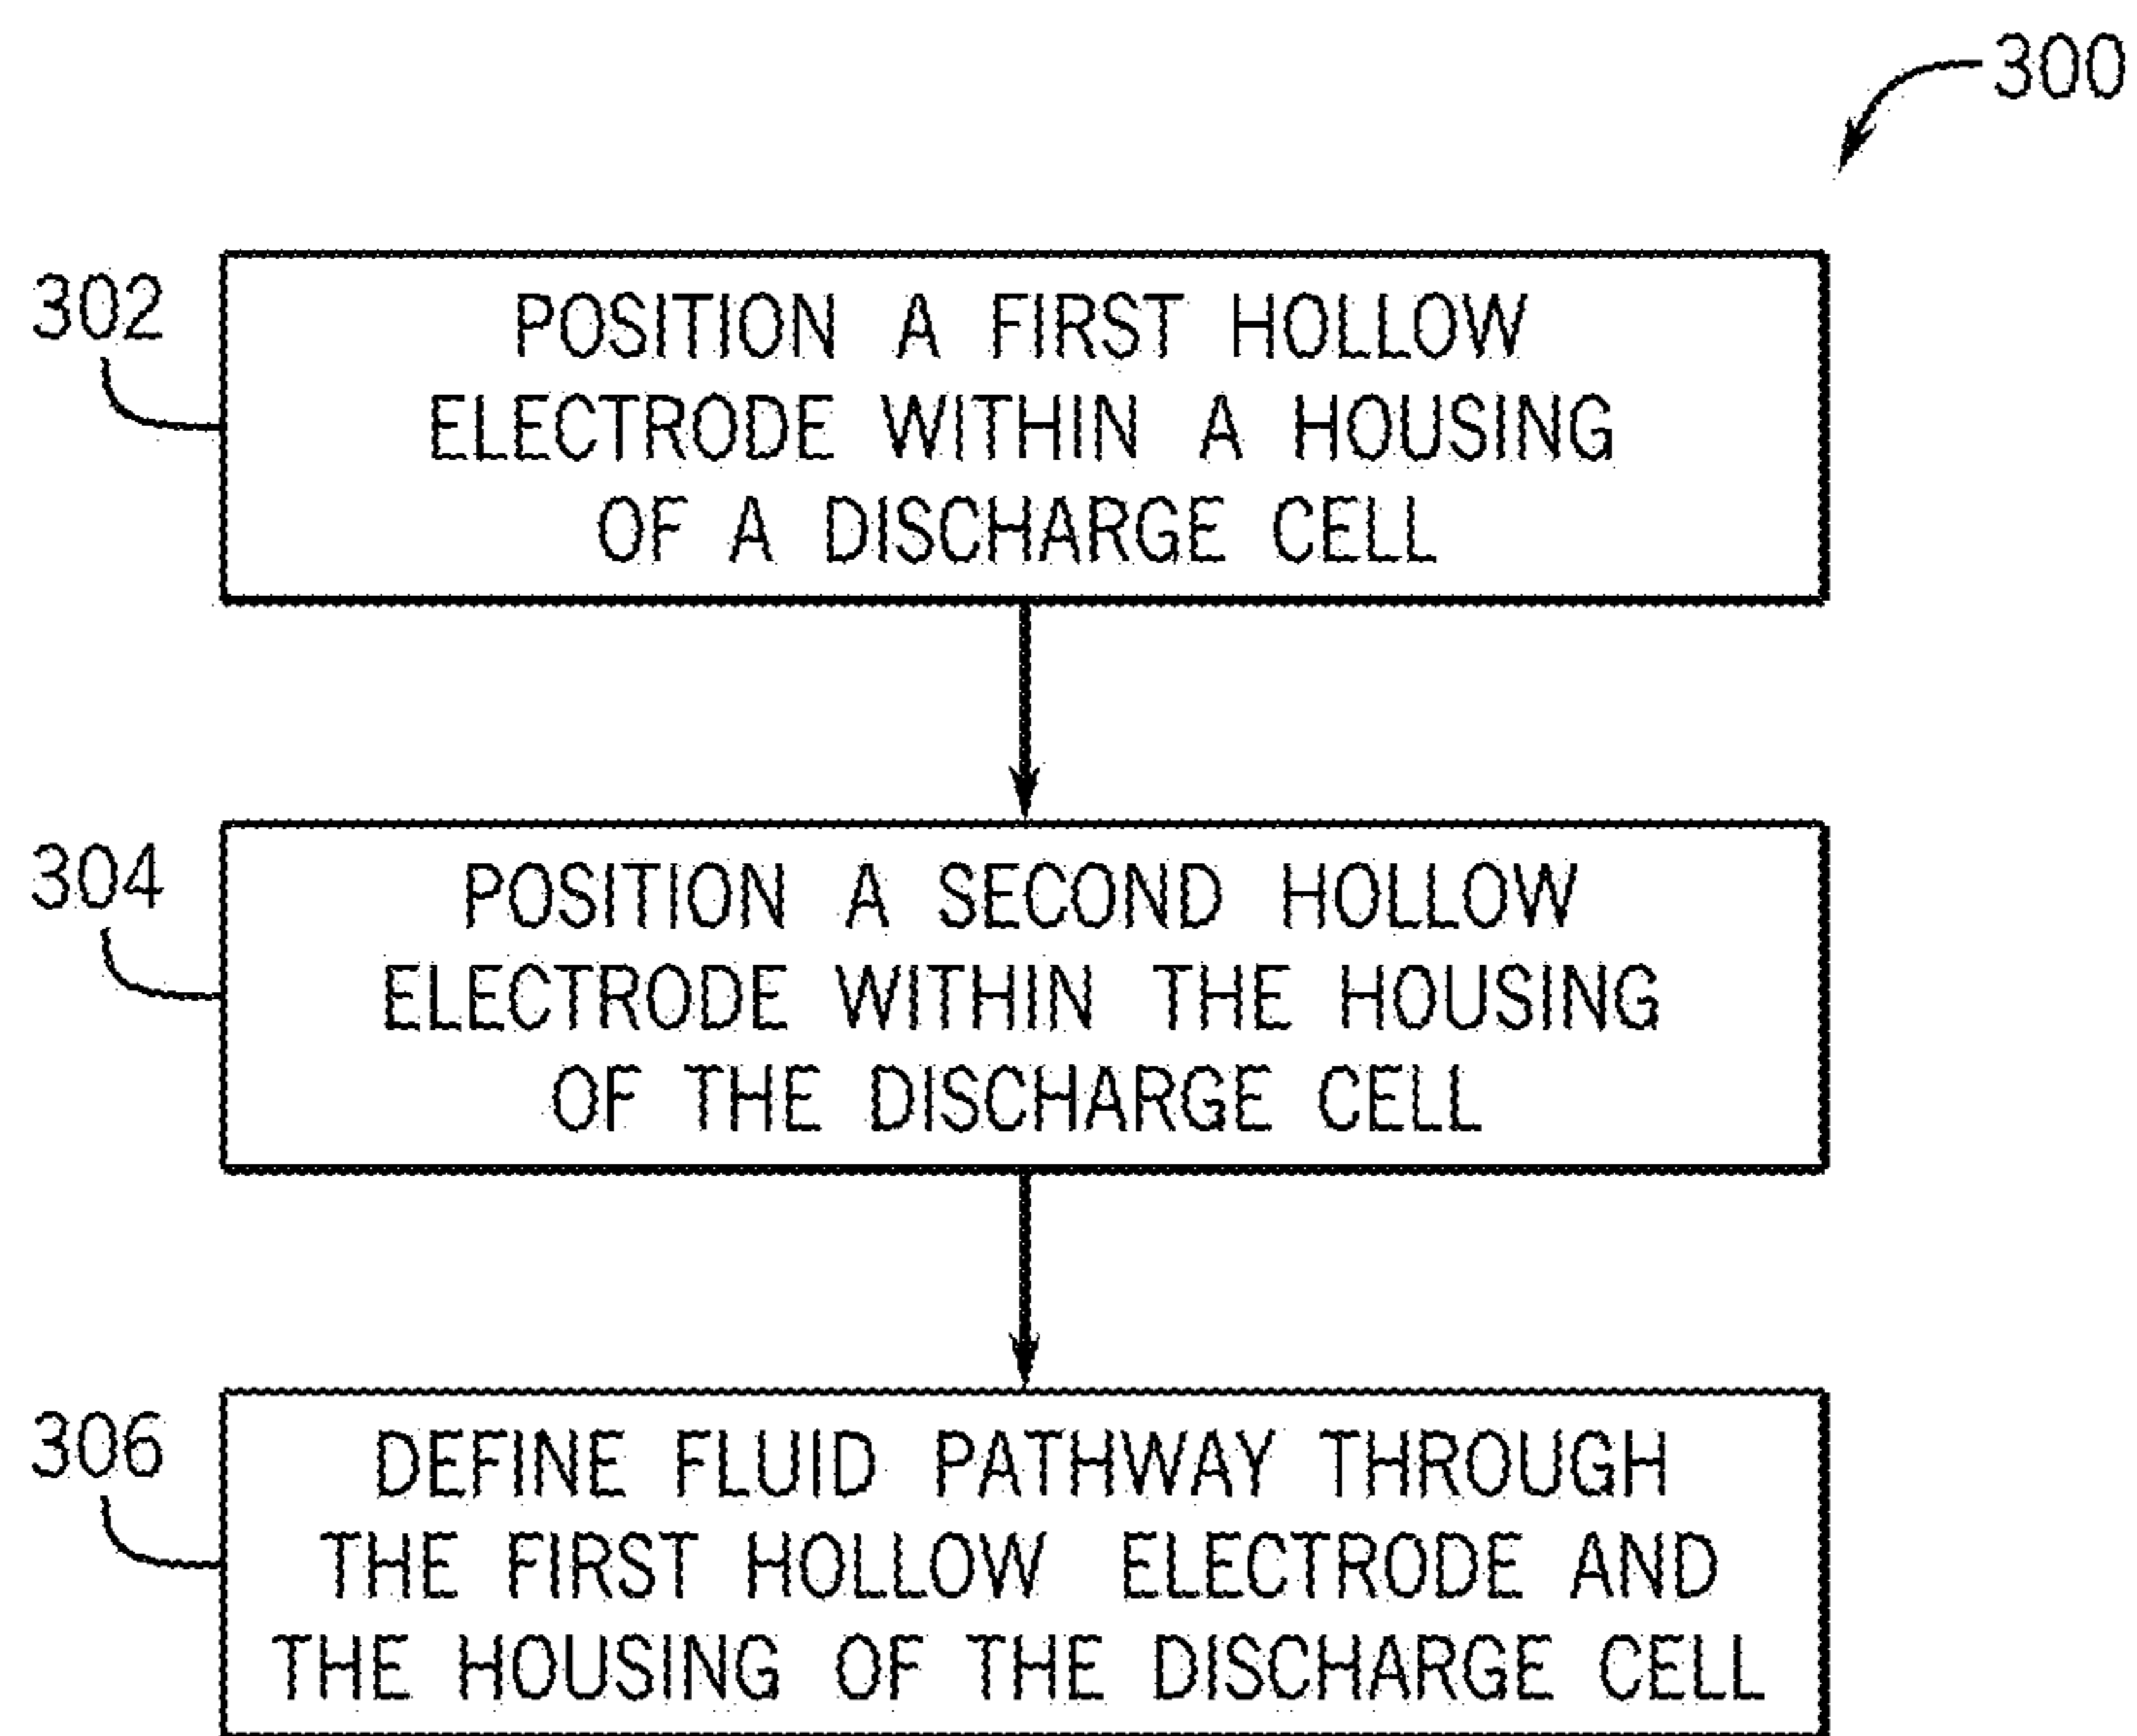 300
302
POSITION A FIRST HOLLOW
ELECTRODE WITHIN A HOUSING
OF A DISCHARGE CELL
304
POSITION A SECOND HOLLOW
ELECTRODE WITHIN THE HOUSING
OF THE DISCHARGE CELL
306
DEFINE FLUID PATHWAY THROUGH
THE FIRST HOLLOW ELECTRODE AND
THE HOUSING OF THE DISCHARGE CELL